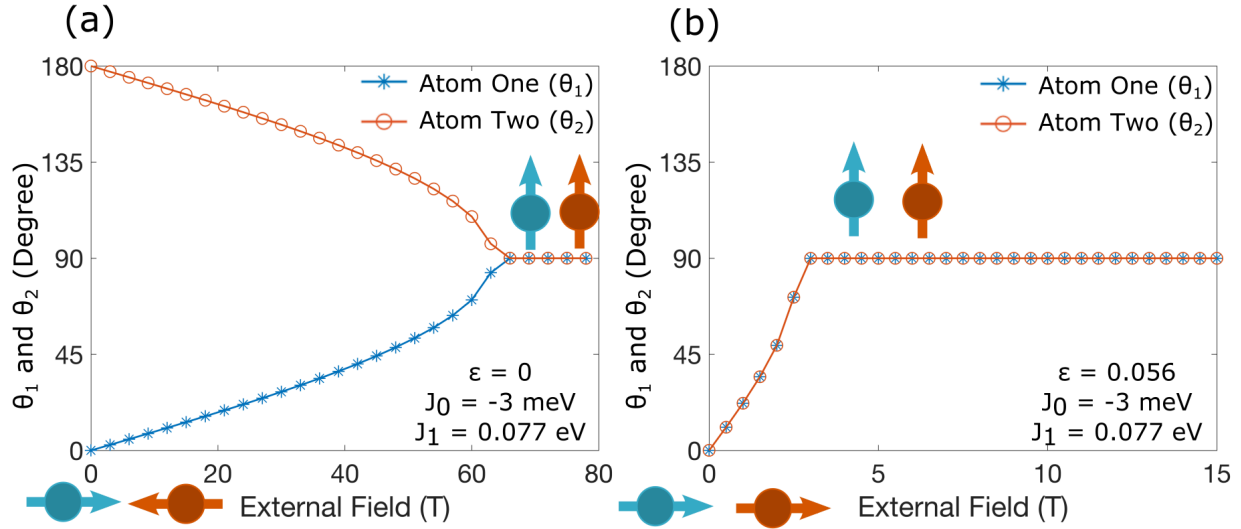 (a)
180
135
90
45
0
θ₁ and θ₂ (Degree)
Atom One (θ₁)
Atom Two (θ₂)
ε = 0
J₀ = -3 meV
J₁ = 0.077 eV
0 20 40 60 80
External Field (T)
(b)
180
135
90
45
0
θ₁ and θ₂ (Degree)
Atom One (θ₁)
Atom Two (θ₂)
ε = 0.056
J₀ = -3 meV
J₁ = 0.077 eV
0 5 10 15
External Field (T)